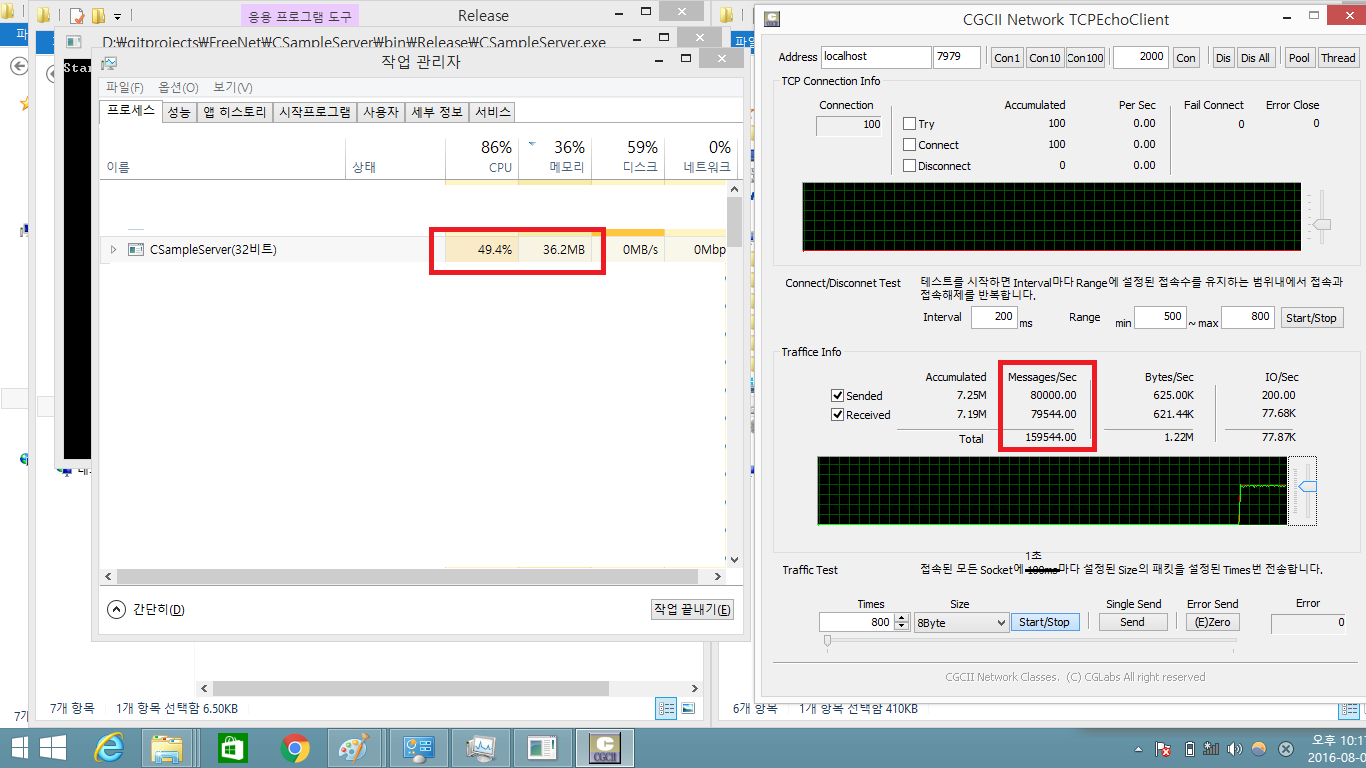 응용 프로그램 도구
Release
D:₩gitprojects₩FreeNet₩CSampleServer₩bin₩Release₩CSampleServer.exe
Star
작업 관리자
파일(F) 옵션(O) 보기(V)
프로세스 성능 앱 히스토리 시작프로그램 사용자 세부 정보 서비스
86% 36% 59% 0%
이름 상태 CPU 메모리 디스크 네트워크
CSampleServer(32비트) 49.4% 36.2MB 0MB/s 0Mbp
간단히(D) 작업 끝내기(E)
7개 항목 1개 항목 선택함 6.50KB
6개 항목 1개 항목 선택함 410KB
CGCII Network TCPEchoClient
Address localhost 7979 Con1 Con10 Con100 2000 Con Dis Dis All Pool Thread
TCP Connection Info
Connection Accumulated Per Sec Fail Connect Error Close
100 Try 100 0.00 0 0
Connect 100 0.00
Disconnect 0 0.00
Connect/Disconnet Test 테스트를 시작하면 Interval마다 Range에 설정된 접속수를 유지하는 범위내에서 접속과
접속해제를 반복합니다.
Interval 200 ms Range min 500 ~ max 800 Start/Stop
Traffice Info
Accumulated Messages/Sec Bytes/Sec IO/Sec
Sended 7.25M 80000.00 625.00K 200.00
Received 7.19M 79544.00 621.44K 77.68K
Total 159544.00 1.22M 77.87K
1초
Traffic Test 접속된 모든 Socket에 100ms마다 설정된 Size의 패킷을 설정된 Times번 전송합니다.
Times Size Single Send Error Send Error
800 8Byte Start/Stop Send (E)Zero 0
CGCII Network Classes. (C) CGLabs All right reserved
CGCII
오후 10:1
2016-08-0